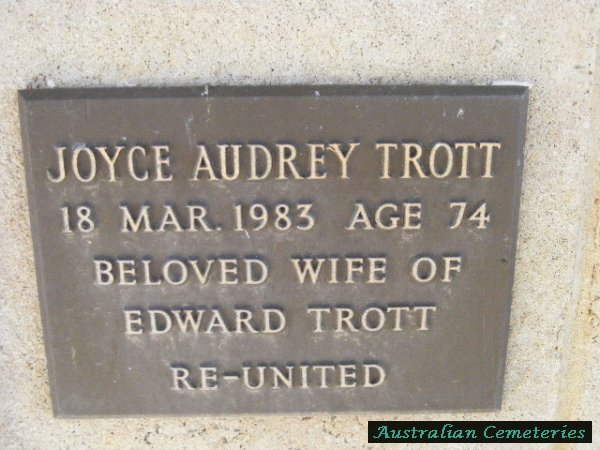 JOYCE AUDREY TROTT
18 MAR. 1983 AGE 74
BELOVED WIFE OF
EDWARD TROTT
RE-UNITED
Australian Cemeteries